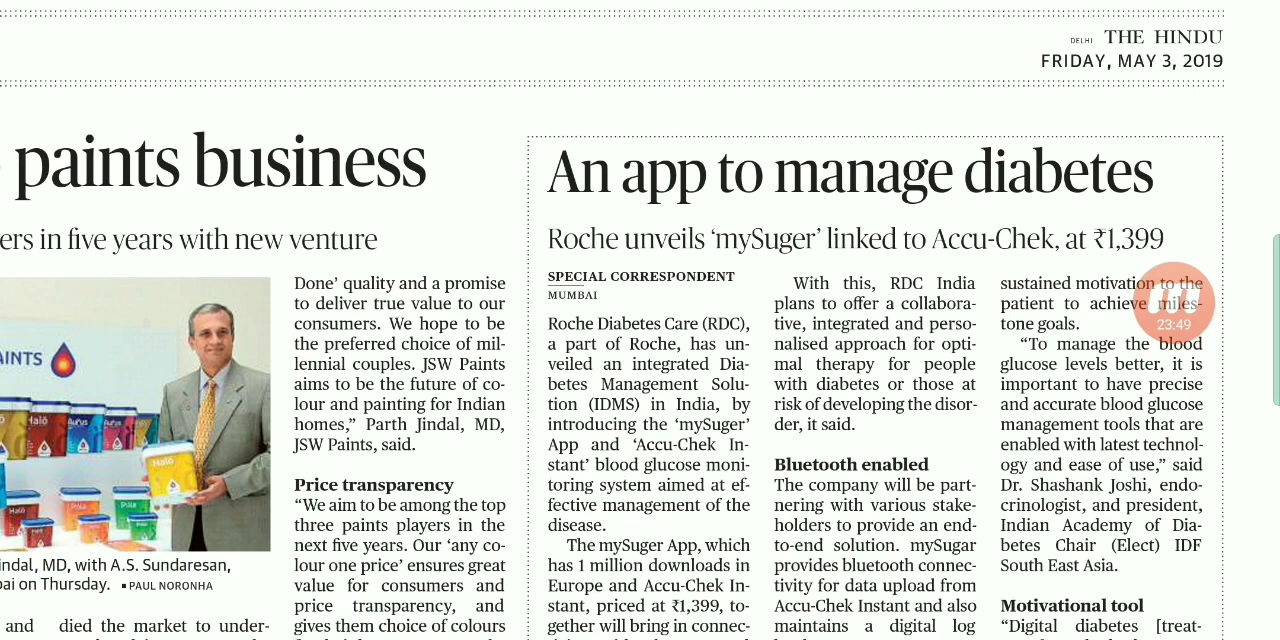 DELHI THE HINDU
FRIDAY, MAY 3, 2019
paints business
ers in five years with new venture
AINTS
Halō
Aurus
Halō
Halō
Pixa
Pixa
indal, MD, with A.S. Sundaresan,
bai on Thursday. ▪ PAUL NORONHA
and died the market to under-
Done’ quality and a promise
to deliver true value to our
consumers. We hope to be
the preferred choice of mil-
lennial couples. JSW Paints
aims to be the future of co-
lour and painting for Indian
homes,” Parth Jindal, MD,
JSW Paints, said.
Price transparency
“We aim to be among the top
three paints players in the
next five years. Our ‘any co-
lour one price’ ensures great
value for consumers and
price transparency, and
gives them choice of colours
An app to manage diabetes
Roche unveils ‘mySuger’ linked to Accu-Chek, at ₹1,399
SPECIAL CORRESPONDENT
MUMBAI
Roche Diabetes Care (RDC),
a part of Roche, has un-
veiled an integrated Dia-
betes Management Solu-
tion (IDMS) in India, by
introducing the ‘mySuger’
App and ‘Accu-Chek In-
stant’ blood glucose moni-
toring system aimed at ef-
fective management of the
disease.
The mySuger App, which
has 1 million downloads in
Europe and Accu-Chek In-
stant, priced at ₹1,399, to-
gether will bring in connec-
With this, RDC India
plans to offer a collabora-
tive, integrated and perso-
nalised approach for opti-
mal therapy for people
with diabetes or those at
risk of developing the disor-
der, it said.
Bluetooth enabled
The company will be part-
nering with various stake-
holders to provide an end-
to-end solution. mySugar
provides bluetooth connec-
tivity for data upload from
Accu-Chek Instant and also
maintains a digital log
sustained motivation to the
patient to achieve miles-
tone goals.
“To manage the blood
glucose levels better, it is
important to have precise
and accurate blood glucose
management tools that are
enabled with latest technol-
ogy and ease of use,” said
Dr. Shashank Joshi, endo-
crinologist, and president,
Indian Academy of Dia-
betes Chair (Elect) IDF
South East Asia.
Motivational tool
“Digital diabetes [treat-
23:49